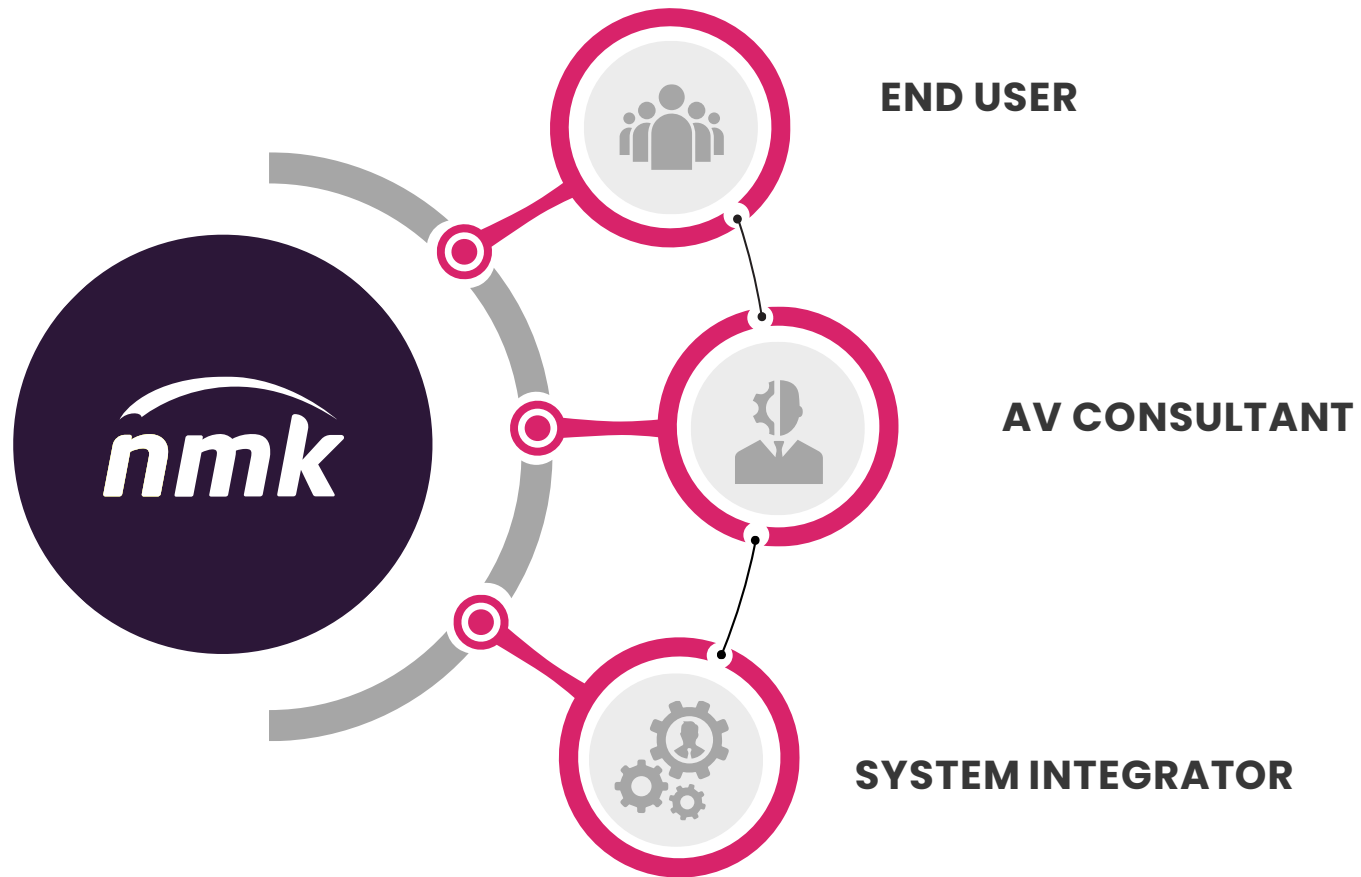 END USER
nmk
AV CONSULTANT
SYSTEM INTEGRATOR